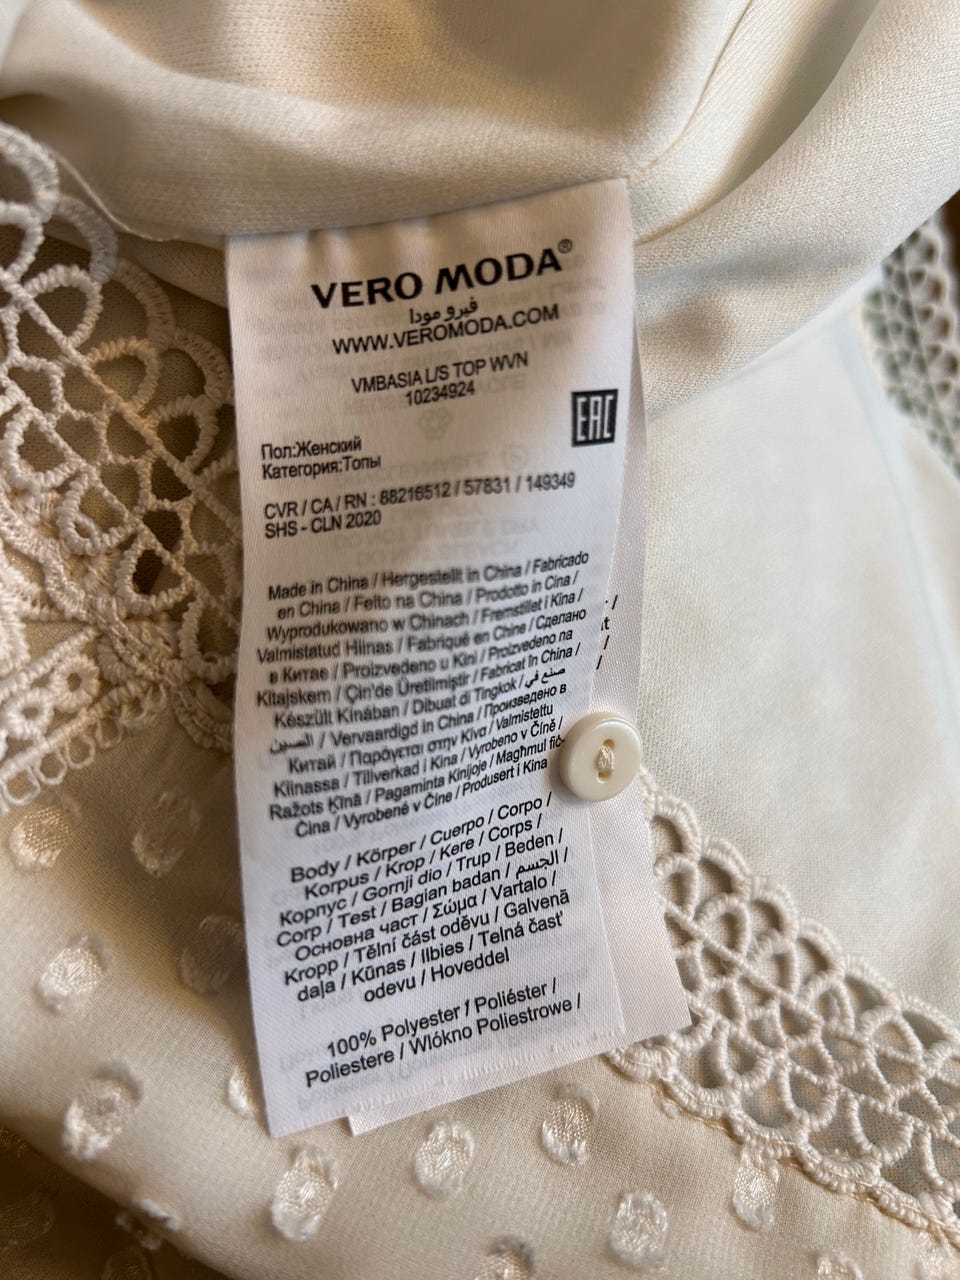 VERO MODA®
فيرو مودا
WWW.VEROMODA.COM
VMBASIA L/S TOP WVN
10234924
EAC
Пол:Женский
Категория:Топы
CVR / CA / RN : 88216512 / 57831 / 149349
SHS - CLN 2020
Made in China / Hergestellt in China / Fabricado
en China / Feito na China / Prodotto in Cina /
Wyprodukowano w Chinach / Fremstillet i Kina /
Valmistatud Hiinas / Fabriqué en Chine / Сделано
в Китае / Proizvedeno u Kini / Proizvedeno na
Kitajskem / Çin'de Üretilmiştir / Fabricat în China /
Készült Kínában / Dibuat di Tingkok / صنع في
الصين / Vervaardigd in China / Произведено в
Китай / Παράγεται στην Κίνα / Valmistettu
Kiinassa / Tillverkad i Kina / Vyrobeno v Číně /
Ražots Ķīnā / Pagaminta Kinijoje / Magħmul fiċ-
Ċina / Vyrobené v Číne / Produsert i Kina
Body / Körper / Cuerpo / Corpo /
Korpus / Krop / Kere / Corps /
Корпус / Gornji dio / Trup / Beden /
Corp / Test / Bagian badan / الجسم /
Основна част / Σώμα / Vartalo /
Kropp / Tělní část oděvu / Galvenā
daļa / Kūnas / Ilbies / Telná časť
odevu / Hoveddel
100% Polyester / Poliéster /
Poliestere / Wlókno Poliestrowe /